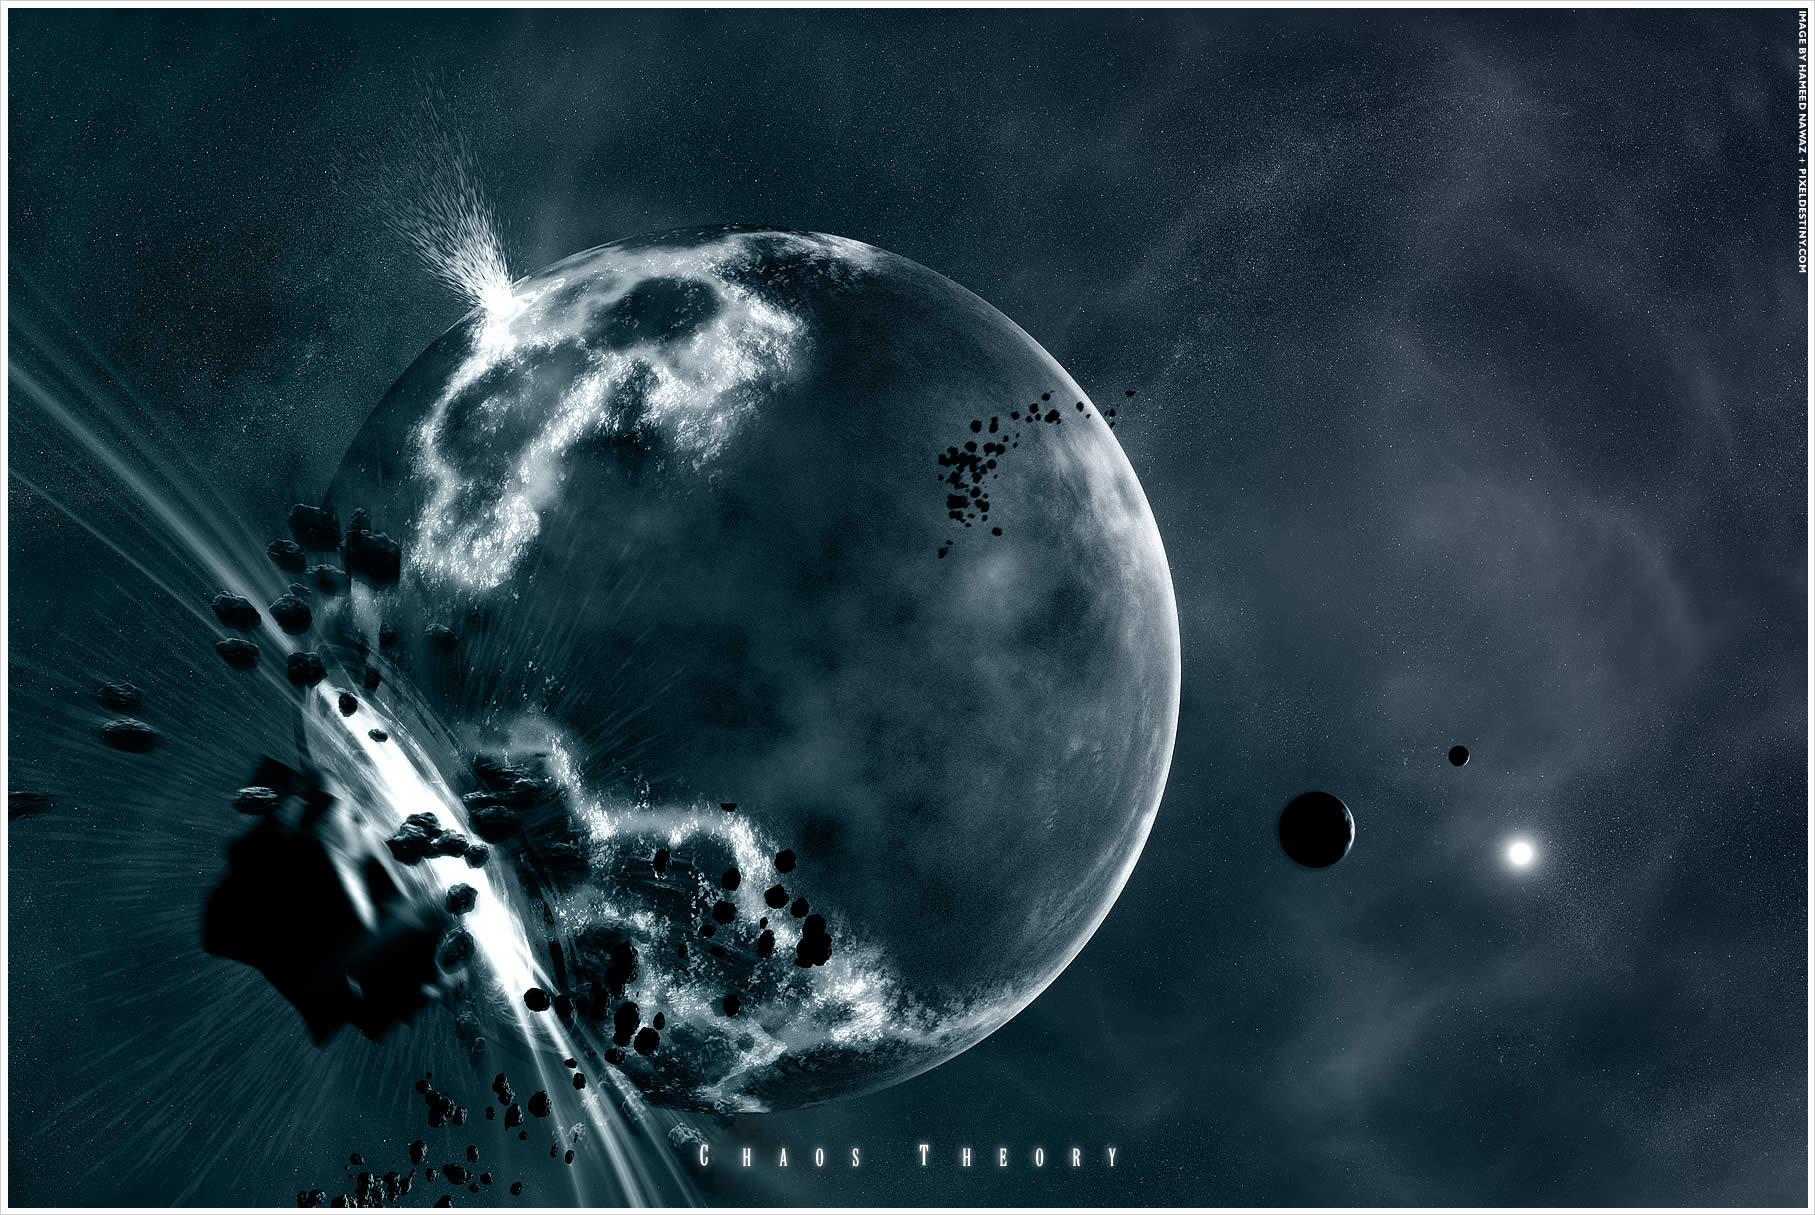 IMAGE BY HAMEED NAWAZ + PIXELDESTINY.COM
CHAOS THEORY